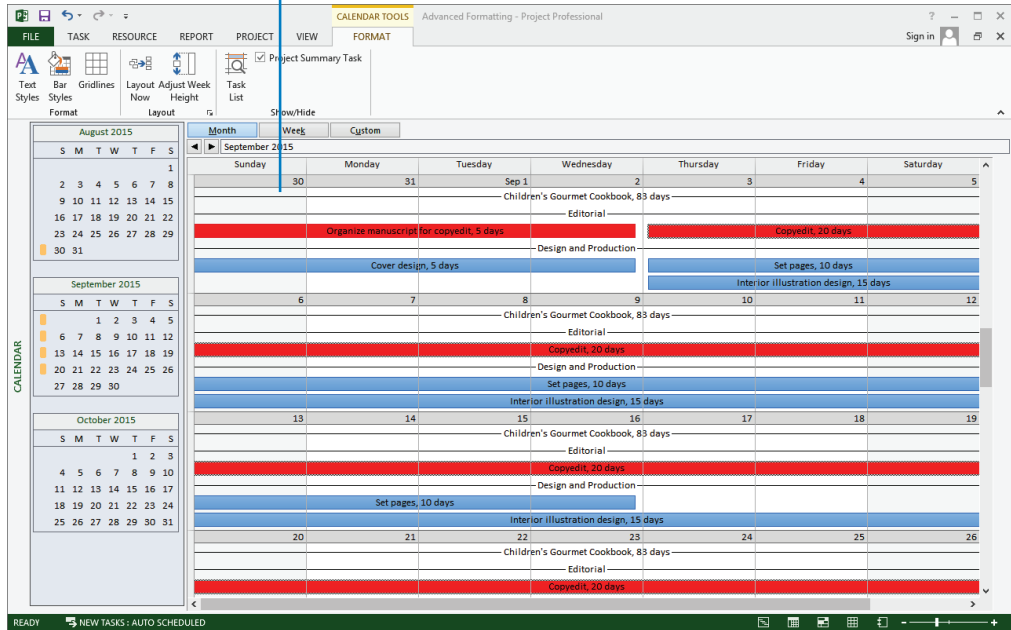 CALENDAR TOOLS Advanced Formatting - Project Professional
FILE TASK RESOURCE REPORT PROJECT VIEW FORMAT Sign in
Project Summary Task
Text Styles
Bar Styles
Gridlines
Layout Now
Adjust Week Height
Task List
Format Layout Show/Hide
CALENDAR
August 2015
S M T W T F S
1
2 3 4 5 6 7 8
9 10 11 12 13 14 15
16 17 18 19 20 21 22
23 24 25 26 27 28 29
30 31
September 2015
S M T W T F S
1 2 3 4 5
6 7 8 9 10 11 12
13 14 15 16 17 18 19
20 21 22 23 24 25 26
27 28 29 30
October 2015
S M T W T F S
1 2 3
4 5 6 7 8 9 10
11 12 13 14 15 16 17
18 19 20 21 22 23 24
25 26 27 28 29 30 31
Month Week Custom
September 2015
Sunday Monday Tuesday Wednesday Thursday Friday Saturday
30 31 Sep 1 2 3 4 5
Children's Gourmet Cookbook, 83 days
Editorial
Organize manuscript for copyedit, 5 days Copyedit, 20 days
Design and Production
Cover design, 5 days Set pages, 10 days
Interior illustration design, 15 days
6 7 8 9 10 11 12
Children's Gourmet Cookbook, 83 days
Editorial
Copyedit, 20 days
Design and Production
Set pages, 10 days
Interior illustration design, 15 days
13 14 15 16 17 18 19
Children's Gourmet Cookbook, 83 days
Editorial
Copyedit, 20 days
Design and Production
Set pages, 10 days
Interior illustration design, 15 days
20 21 22 23 24 25 26
Children's Gourmet Cookbook, 83 days
Editorial
Copyedit, 20 days
READY NEW TASKS : AUTO SCHEDULED